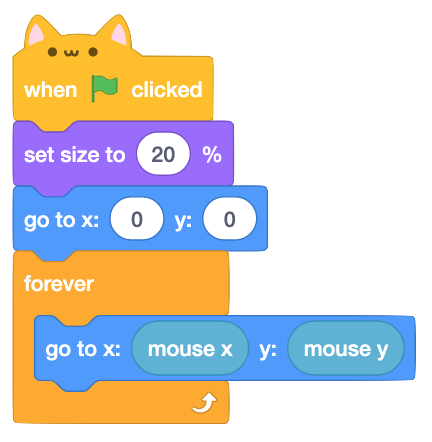 when clicked
set size to 20 %
go to x: 0 y: 0
forever
go to x: mouse x y: mouse y